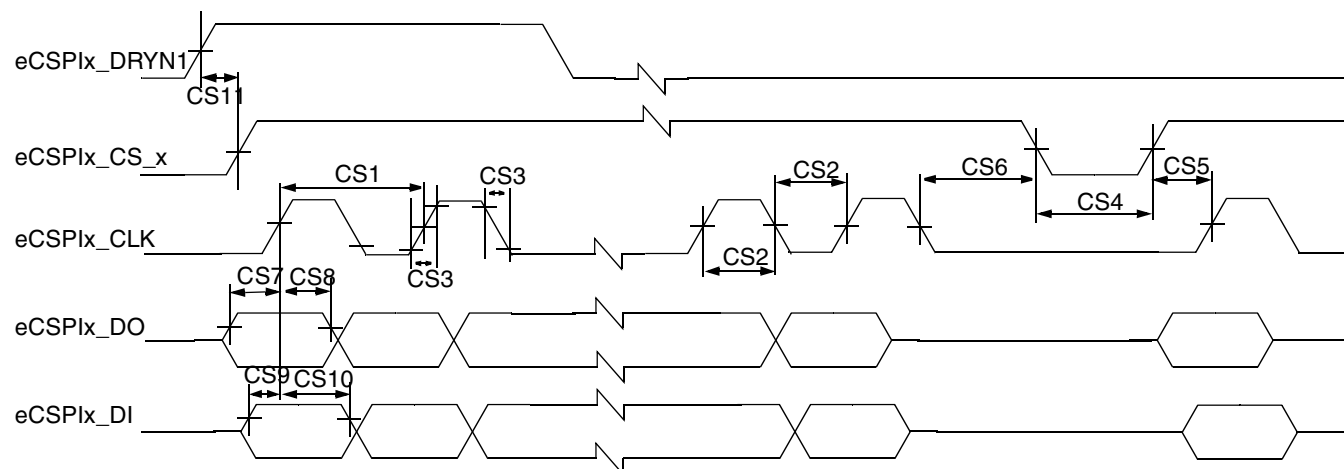 eCSPIx_DRYN1
CS11
eCSPIx_CS_x
CS1
CS3
CS2
CS6
CS5
CS4
eCSPIx_CLK
CS3
CS2
CS7
CS8
eCSPIx_DO
CS9
CS10
eCSPIx_DI